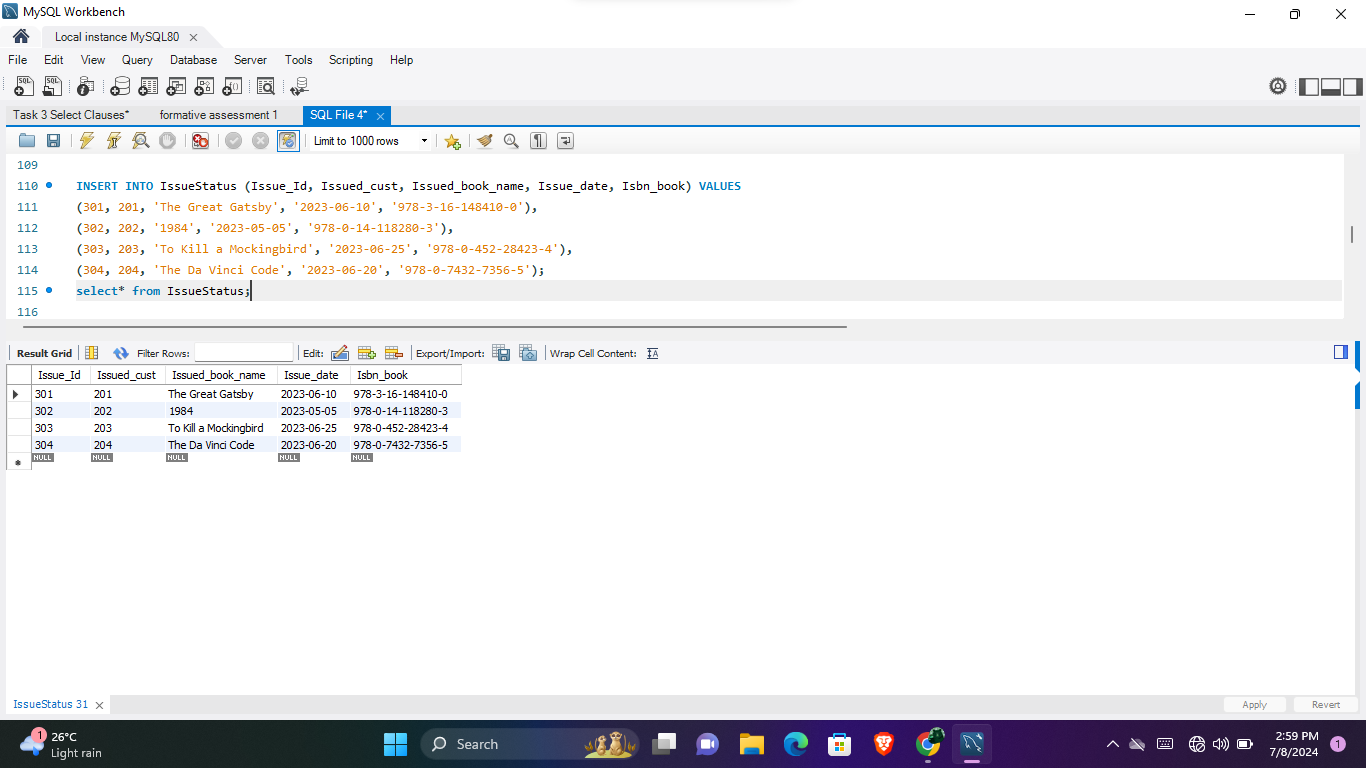 MySQL Workbench
Local instance MySQL80
File Edit View Query Database Server Tools Scripting Help
Task 3 Select Clauses* formative assessment 1 SQL File 4*
Limit to 1000 rows
109
110 INSERT INTO IssueStatus (Issue_Id, Issued_cust, Issued_book_name, Issue_date, Isbn_book) VALUES
111 (301, 201, 'The Great Gatsby', '2023-06-10', '978-3-16-148410-0'),
112 (302, 202, '1984', '2023-05-05', '978-0-14-118280-3'),
113 (303, 203, 'To Kill a Mockingbird', '2023-06-25', '978-0-452-28423-4'),
114 (304, 204, 'The Da Vinci Code', '2023-06-20', '978-0-7432-7356-5');
115 select* from IssueStatus;
116
Result Grid Filter Rows: Edit: Export/Import: Wrap Cell Content:
Issue_Id Issued_cust Issued_book_name Issue_date Isbn_book
301 201 The Great Gatsby 2023-06-10 978-3-16-148410-0
302 202 1984 2023-05-05 978-0-14-118280-3
303 203 To Kill a Mockingbird 2023-06-25 978-0-452-28423-4
304 204 The Da Vinci Code 2023-06-20 978-0-7432-7356-5
NULL NULL NULL NULL NULL
IssueStatus 31 Apply Revert
1 26°C
Light rain
Search
2:59 PM
7/8/2024 1